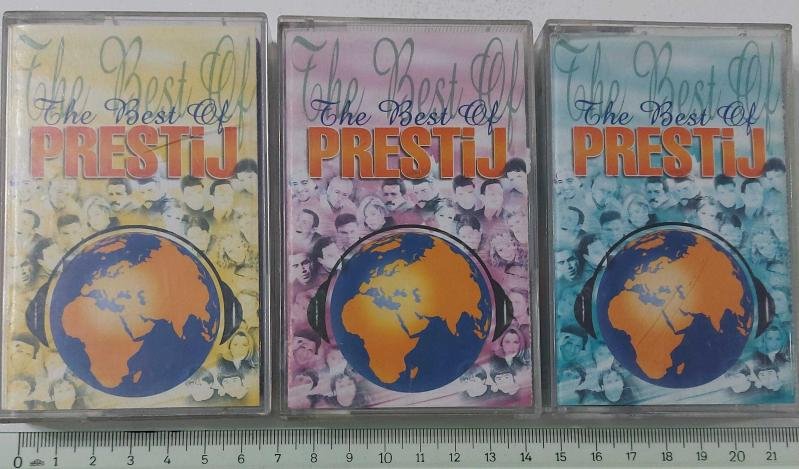 The Best Of
The Best Of
PRESTiJ
The Best Of
The Best Of
PRESTiJ
The Best Of
The Best Of
PRESTiJ
0 1 2 3 4 5 6 7 8 9 10 11 12 13 14 15 16 17 18 19 20 21